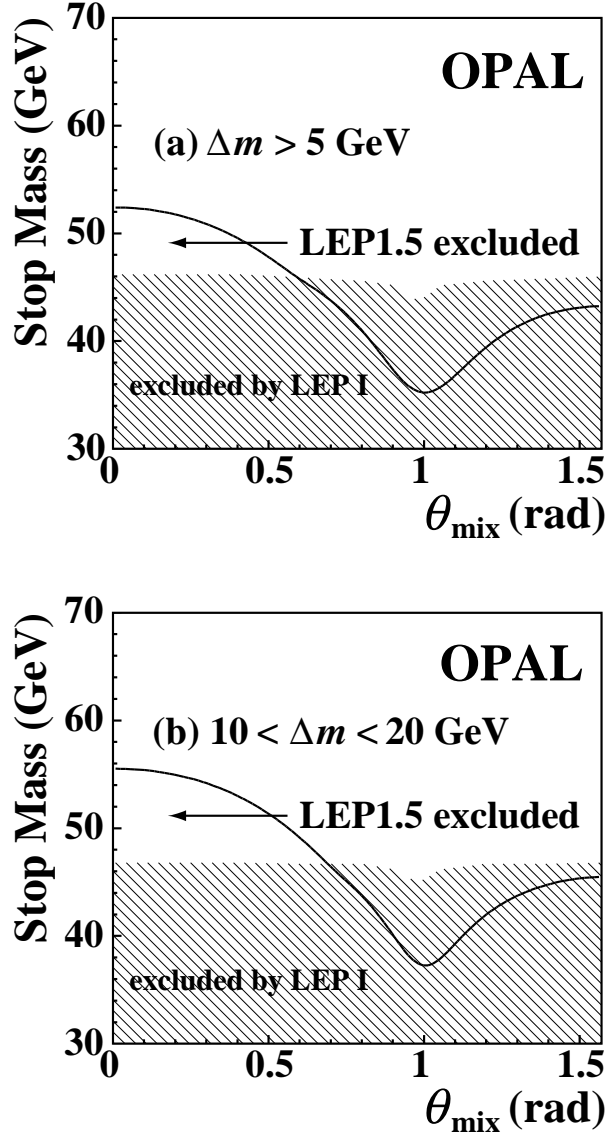 70
OPAL
60
(a) Δm > 5 GeV
50
LEP1.5 excluded
40
excluded by LEP I
30
Stop Mass (GeV)
0 0.5 1 1.5
θmix (rad)
70
OPAL
60
(b) 10 < Δm < 20 GeV
50
LEP1.5 excluded
40
excluded by LEP I
30
Stop Mass (GeV)
0 0.5 1 1.5
θmix (rad)